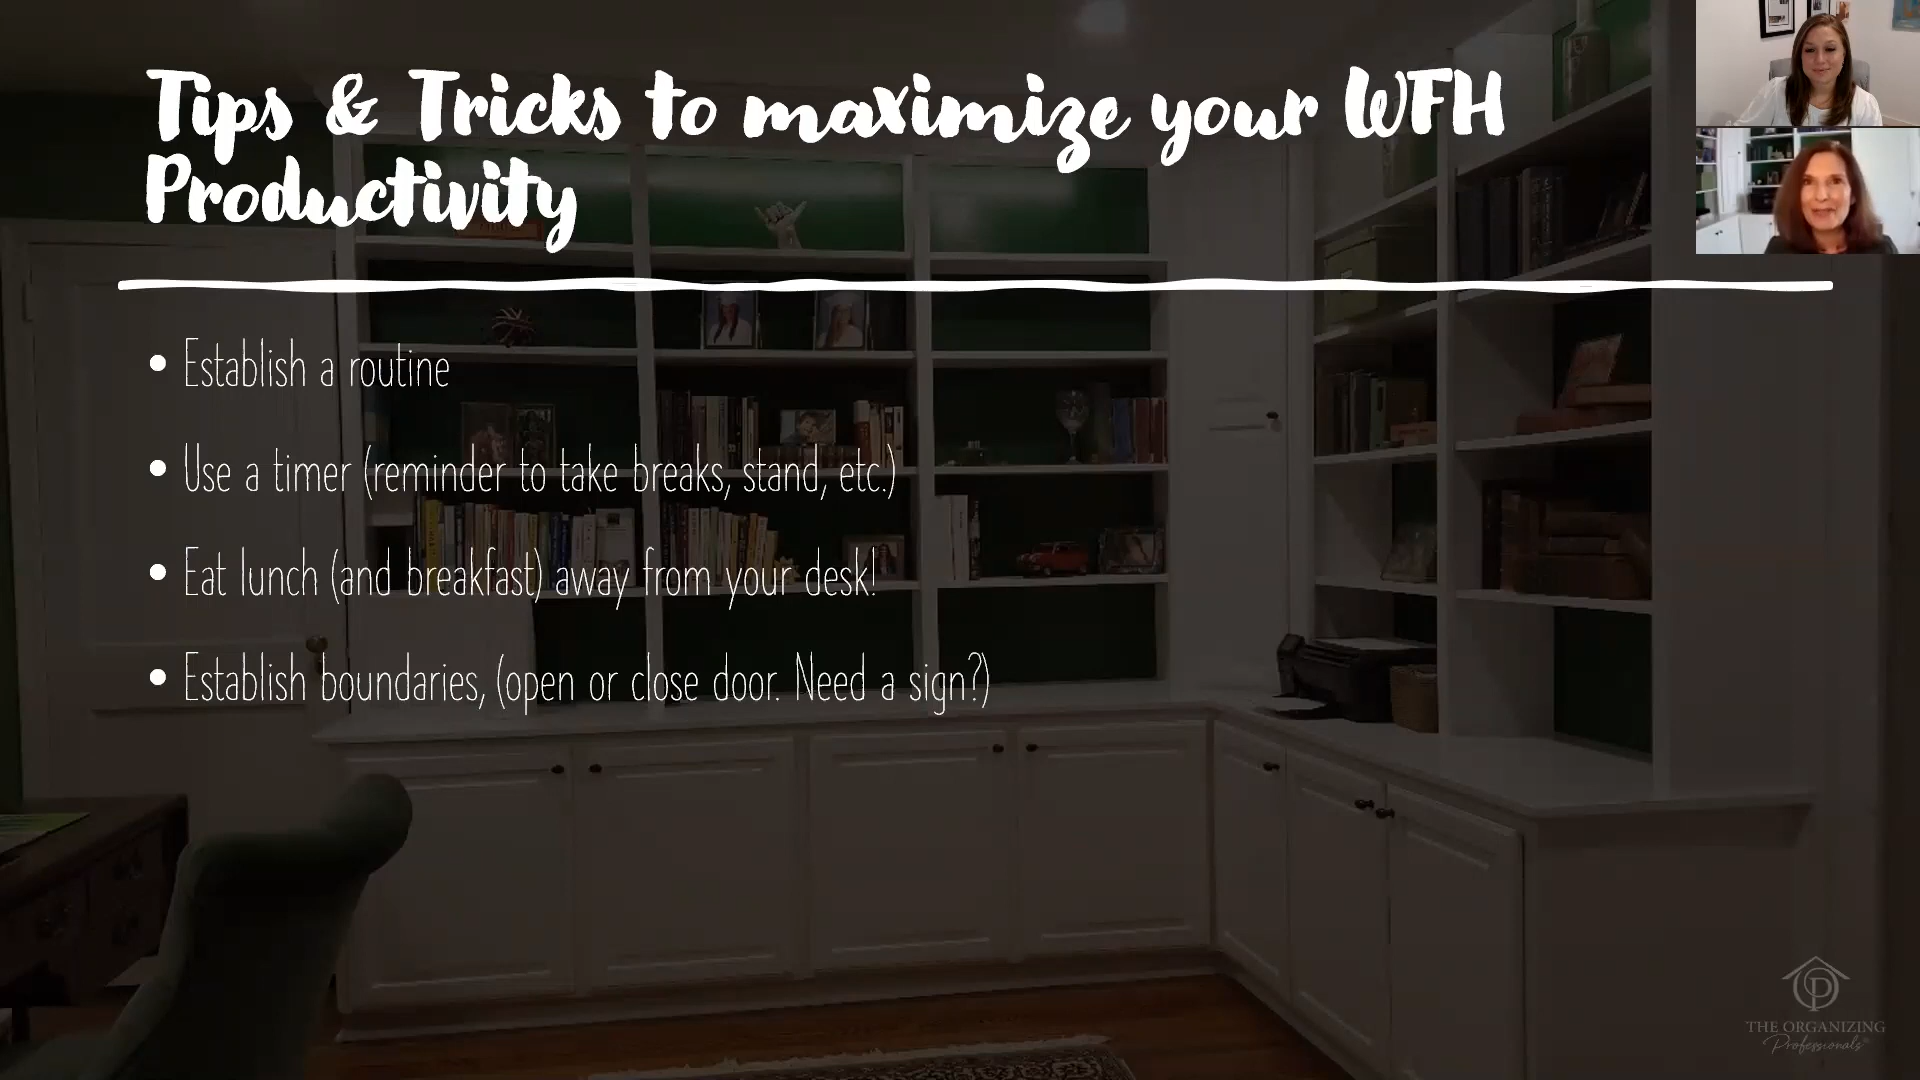 Tips & Tricks to maximize your WFH
Productivity
• Establish a routine
• Use a timer (reminder to take breaks, stand, etc.)
• Eat lunch (and breakfast) away from your desk!
• Establish boundaries, (open or close door. Need a sign?)
THE ORGANIZING
Professionals